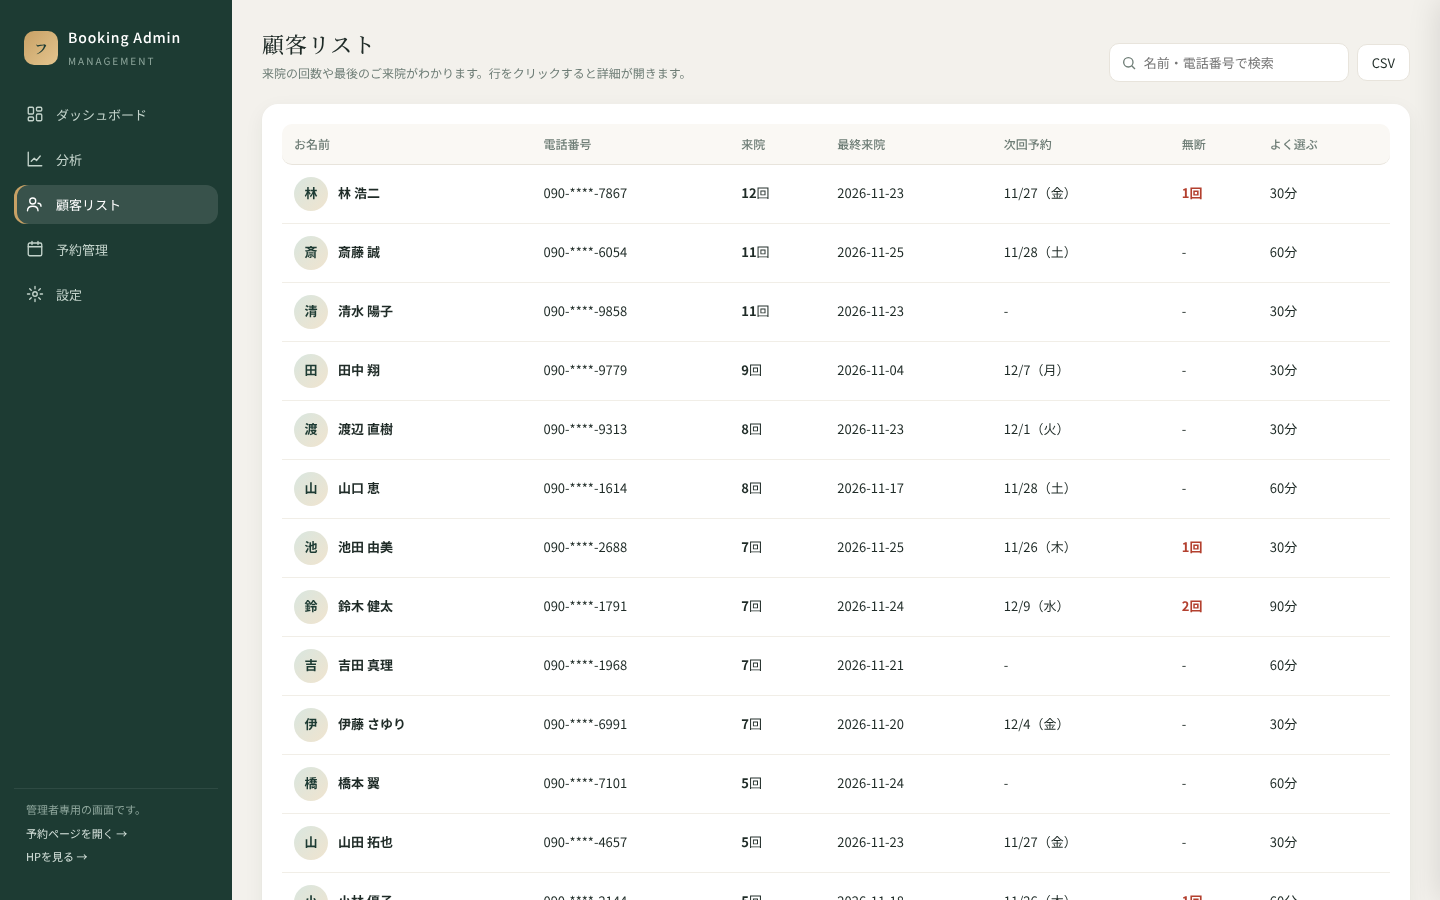 フ
Booking Admin
MANAGEMENT
ダッシュボード
分析
顧客リスト
予約管理
設定
管理者専用の画面です。
予約ページを開く →
HPを見る →
顧客リスト
来院の回数や最後のご来院がわかります。行をクリックすると詳細が開きます。
名前・電話番号で検索
CSV
お名前 電話番号 来院 最終来院 次回予約 無断 よく選ぶ
林 林 浩二 090-****-7867 12回 2026-11-23 11/27（金） 1回 30分
斎 斎藤 誠 090-****-6054 11回 2026-11-25 11/28（土） - 60分
清 清水 陽子 090-****-9858 11回 2026-11-23 - - 30分
田 田中 翔 090-****-9779 9回 2026-11-04 12/7（月） - 30分
渡 渡辺 直樹 090-****-9313 8回 2026-11-23 12/1（火） - 30分
山 山口 恵 090-****-1614 8回 2026-11-17 11/28（土） - 60分
池 池田 由美 090-****-2688 7回 2026-11-25 11/26（木） 1回 30分
鈴 鈴木 健太 090-****-1791 7回 2026-11-24 12/9（水） 2回 90分
吉 吉田 真理 090-****-1968 7回 2026-11-21 - - 60分
伊 伊藤 さゆり 090-****-6991 7回 2026-11-20 12/4（金） - 30分
橋 橋本 翼 090-****-7101 5回 2026-11-24 - - 60分
山 山田 拓也 090-****-4657 5回 2026-11-23 11/27（金） - 30分